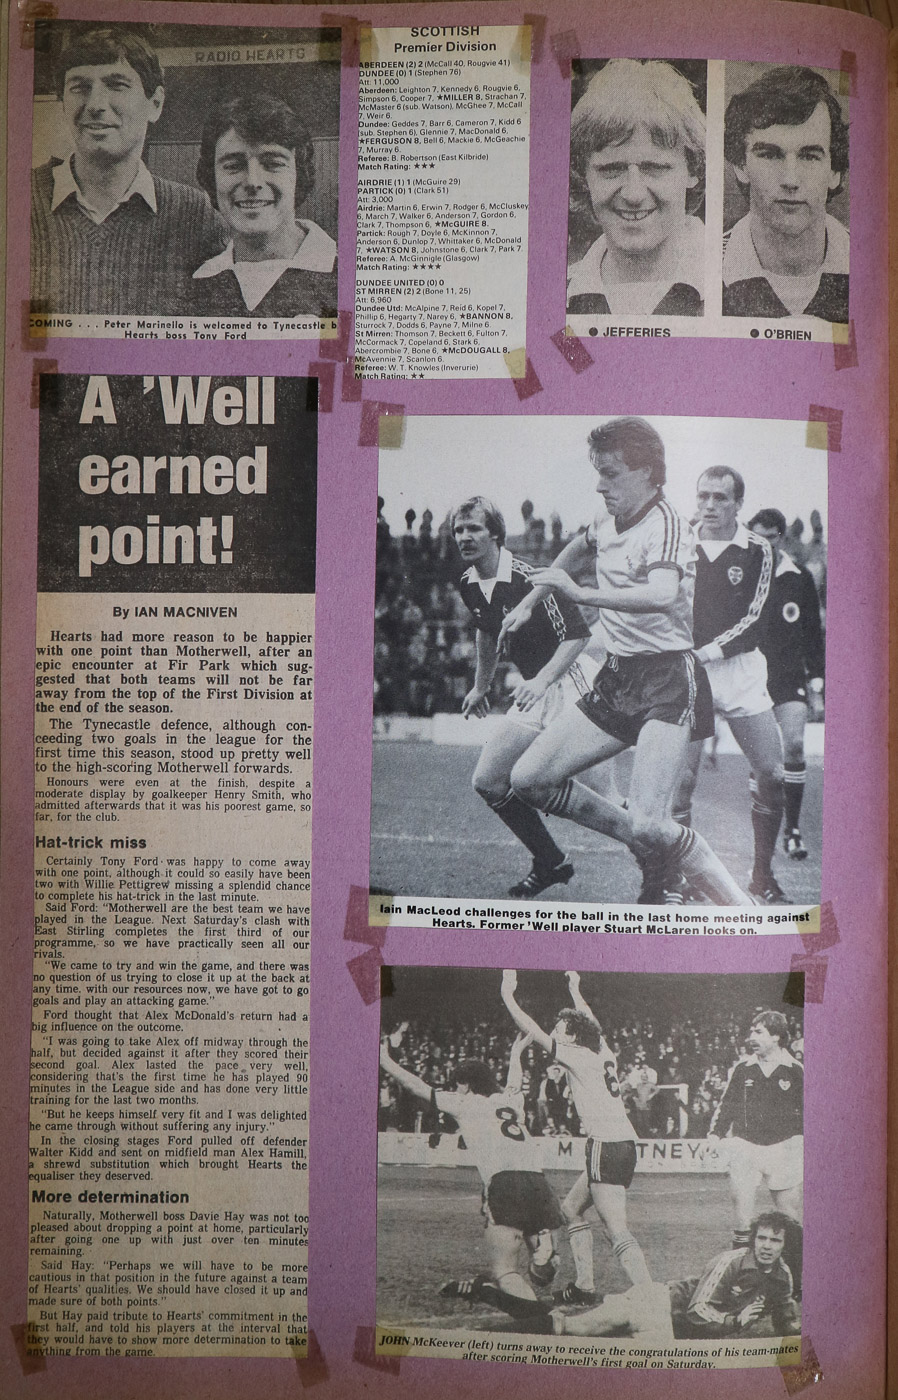 RADIO HEARTS
COMING . . . Peter Marinello is welcomed to Tynecastle b
Hearts boss Tony Ford
SCOTTISH
Premier Division
ABERDEEN (2) 2 (McCall 40, Rougvie 41)
DUNDEE (0) 1 (Stephen 76)
Att: 11,000
Aberdeen: Leighton 7, Kennedy 6, Rougvie 6,
Simpson 6, Cooper 7, ★MILLER 8, Strachan 7,
McMaster 6 (sub. Watson), McGhee 7, McCall
7, Weir 6.
Dundee: Geddes 7, Barr 6, Cameron 7, Kidd 6
(sub. Stephen 6), Glennie 7, MacDonald 6.
★FERGUSON 8, Bell 6, Mackie 6, McGeachie
7, Murray 6.
Referee: B. Robertson (East Kilbride)
Match Rating: ★★★
AIRDRIE (1) 1 (McGuire 29)
PARTICK (0) 1 (Clark 51)
Att: 3,000
Airdrie: Martin 6, Erwin 7, Rodger 6, McCluskey
6, March 7, Walker 6, Anderson 7, Gordon 6,
Clark 7, Thompson 6, ★McGUIRE 8.
Partick: Rough 7, Doyle 6, McKinnon 7,
Anderson 6, Dunlop 7, Whittaker 6, McDonald
7, ★WATSON 8, Johnstone 6, Clark 7, Park 7.
Referee: A. McGinnigle (Glasgow)
Match Rating: ★★★★
DUNDEE UNITED (0) 0
ST MIRREN (2) 2 (Bone 11, 25)
Att: 6,960
Dundee Utd: McAlpine 7, Reid 6, Kopel 7,
Phillip 6, Hegarty 7, Narey 6, ★BANNON 8,
Sturrock 7, Dodds 6, Payne 7, Milne 6.
St Mirren: Thomson 7, Beckett 6, Fulton 7,
McCormack 7, Copeland 6, Stark 6,
Abercrombie 7, Bone 6, ★McDOUGALL 8,
McAvennie 7, Scanlon 6.
Referee: W. T. Knowles (Inverurie)
Match Rating: ★★
● JEFFERIES
● O'BRIEN
A 'Well
earned
point!
By IAN MACNIVEN
Hearts had more reason to be happier
with one point than Motherwell, after an
epic encounter at Fir Park which sug-
gested that both teams will not be far
away from the top of the First Division at
the end of the season.
The Tynecastle defence, although con-
ceeding two goals in the league for the
first time this season, stood up pretty well
to the high-scoring Motherwell forwards.
Honours were even at the finish, despite a
moderate display by goalkeeper Henry Smith, who
admitted afterwards that it was his poorest game, so
far, for the club.
Hat-trick miss
Certainly Tony Ford was happy to come away
with one point, although it could so easily have been
two with Willie Pettigrew missing a splendid chance
to complete his hat-trick in the last minute.
Said Ford: "Motherwell are the best team we have
played in the League. Next Saturday's clash with
East Stirling completes the first third of our
programme, so we have practically seen all our
rivals.
"We came to try and win the game, and there was
no question of us trying to close it up at the back at
any time. with our resources now, we have got to go
goals and play an attacking game."
Ford thought that Alex McDonald's return had a
big influence on the outcome.
"I was going to take Alex off midway through the
half, but decided against it after they scored their
second goal. Alex lasted the pace very well,
considering that's the first time he has played 90
minutes in the League side and has done very little
training for the last two months.
"But he keeps himself very fit and I was delighted
he came through without suffering any injury."
In the closing stages Ford pulled off defender
Walter Kidd and sent on midfield man Alex Hamill,
a shrewd substitution which brought Hearts the
equaliser they deserved.
More determination
Naturally, Motherwell boss Davie Hay was not too
pleased about dropping a point at home, particularly
after going one up with just over ten minutes
remaining.
Said Hay: "Perhaps we will have to be more
cautious in that position in the future against a team
of Hearts' qualities. We should have closed it up and
made sure of both points."
But Hay paid tribute to Hearts' commitment in the
first half, and told his players at the interval that
they would have to show more determination to take
anything from the game.
Iain MacLeod challenges for the ball in the last home meeting against
Hearts. Former 'Well player Stuart McLaren looks on.
8
6
M TNEY'S
JOHN McKeever (left) turns away to receive the congratulations of his team-mates
after scoring Motherwell's first goal on Saturday.